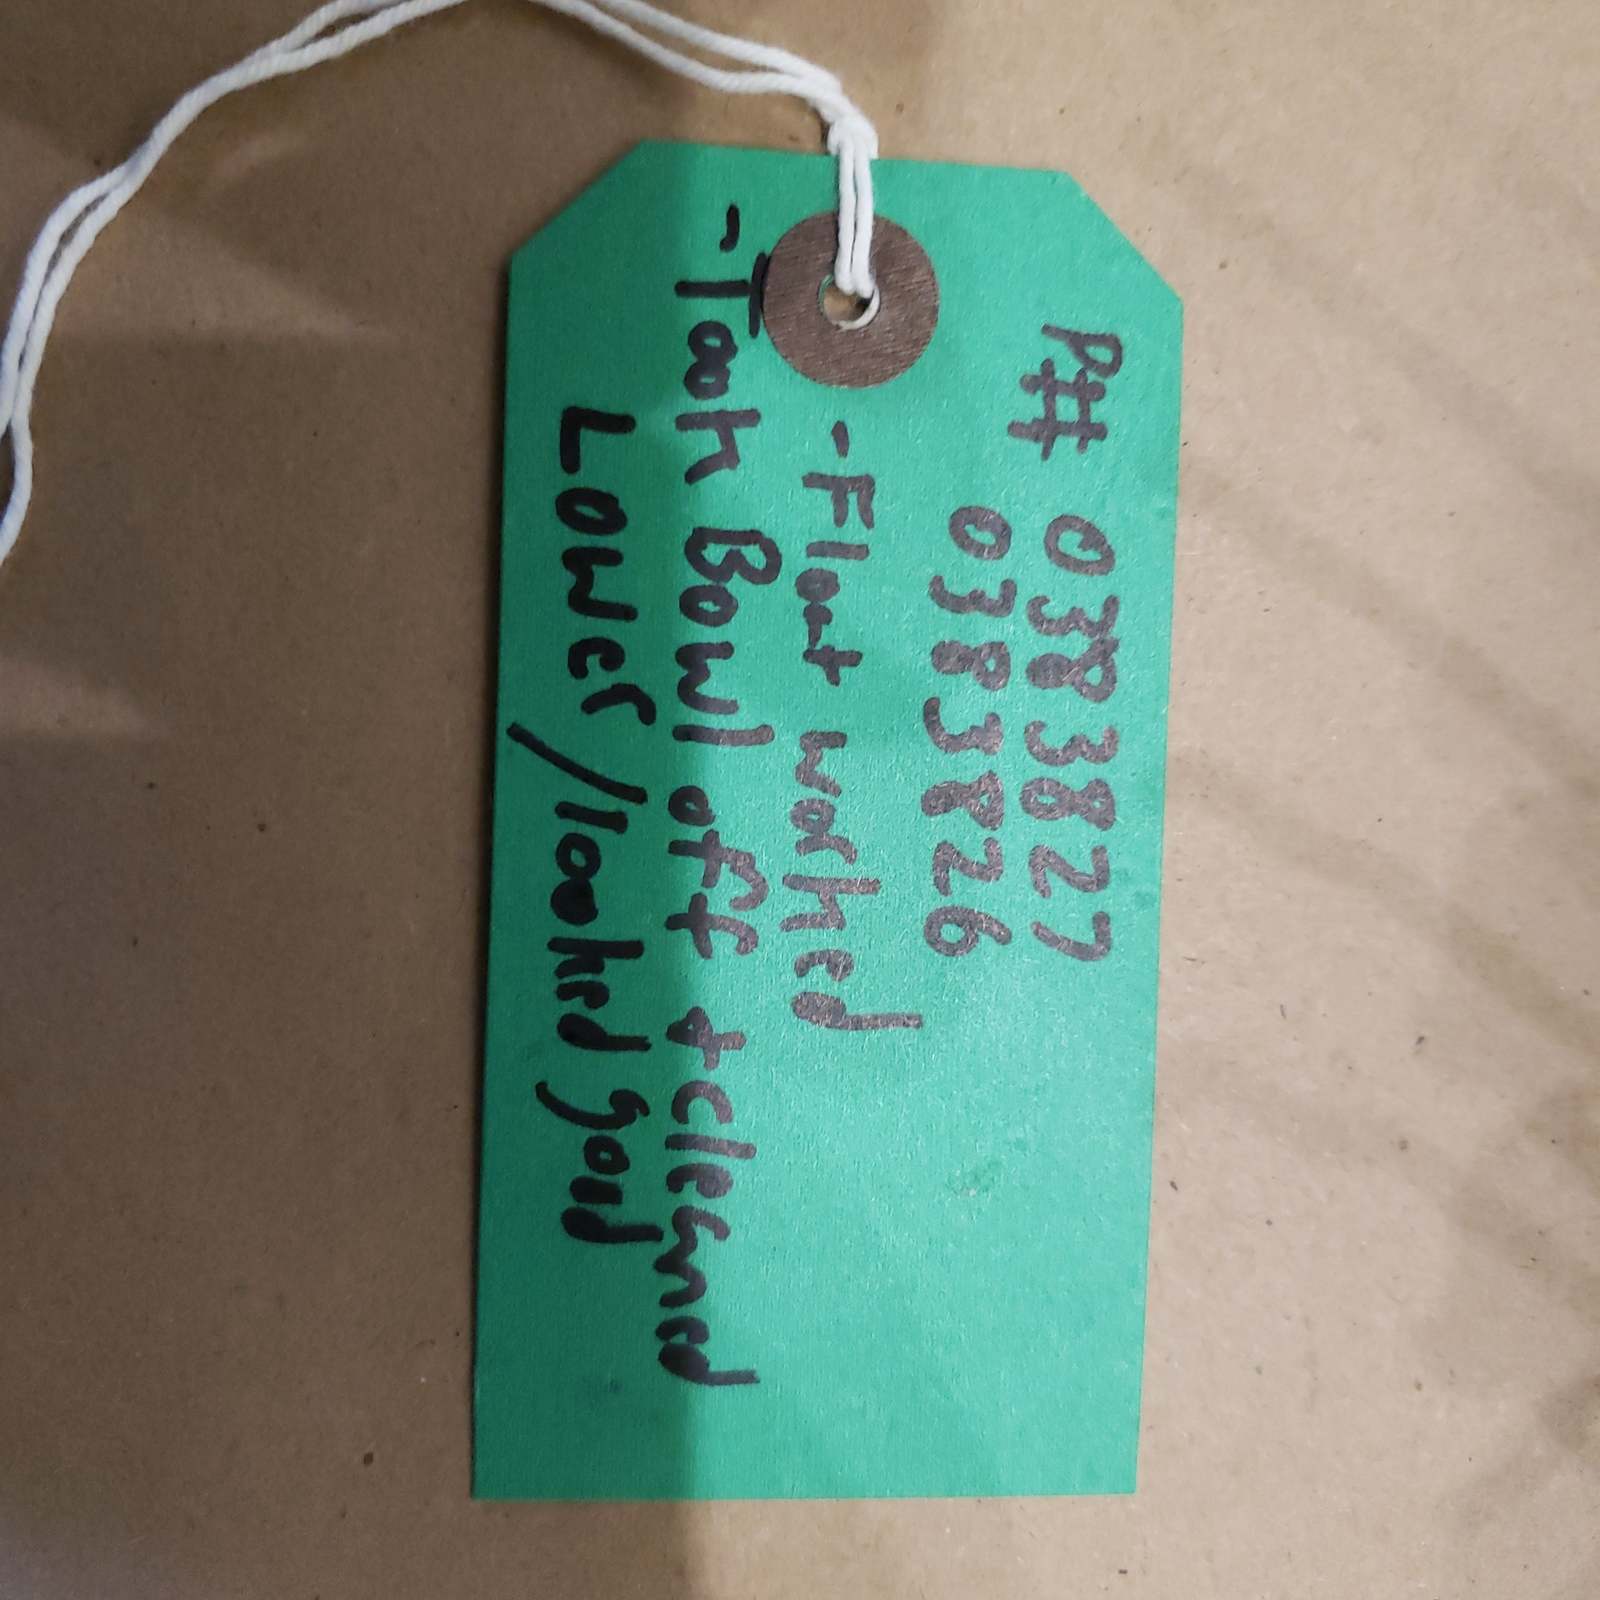 P# 0383827
0383826
-Float worked
-Took Bowl off + cleaned
Lower / looked good